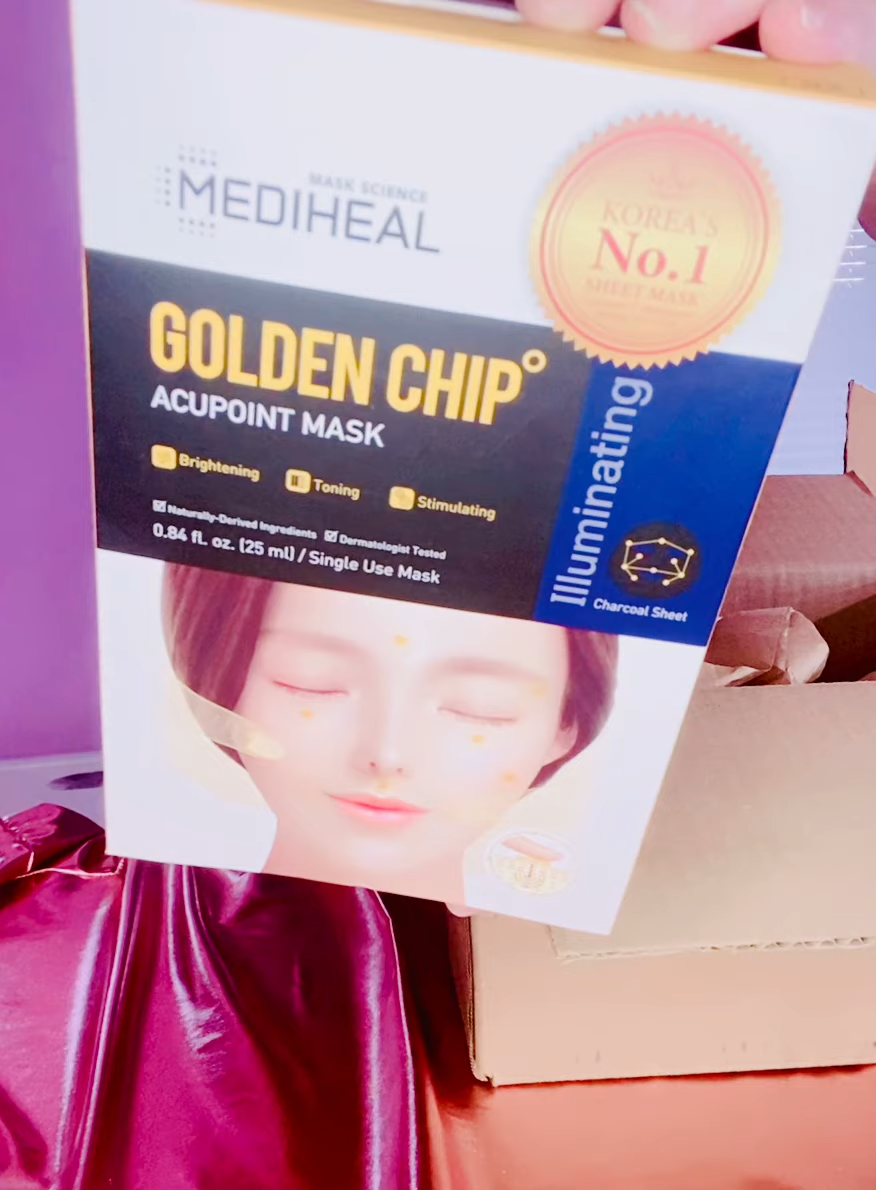 MASK SCIENCE
MEDIHEAL
KOREA'S
No.1
SHEET MASK
GOLDEN CHIP°
ACUPOINT MASK
Brightening Toning Stimulating
☑ Naturally-Derived Ingredients ☑ Dermatologist Tested
0.84 fl. oz. (25 ml) / Single Use Mask
Illuminating
Charcoal Sheet